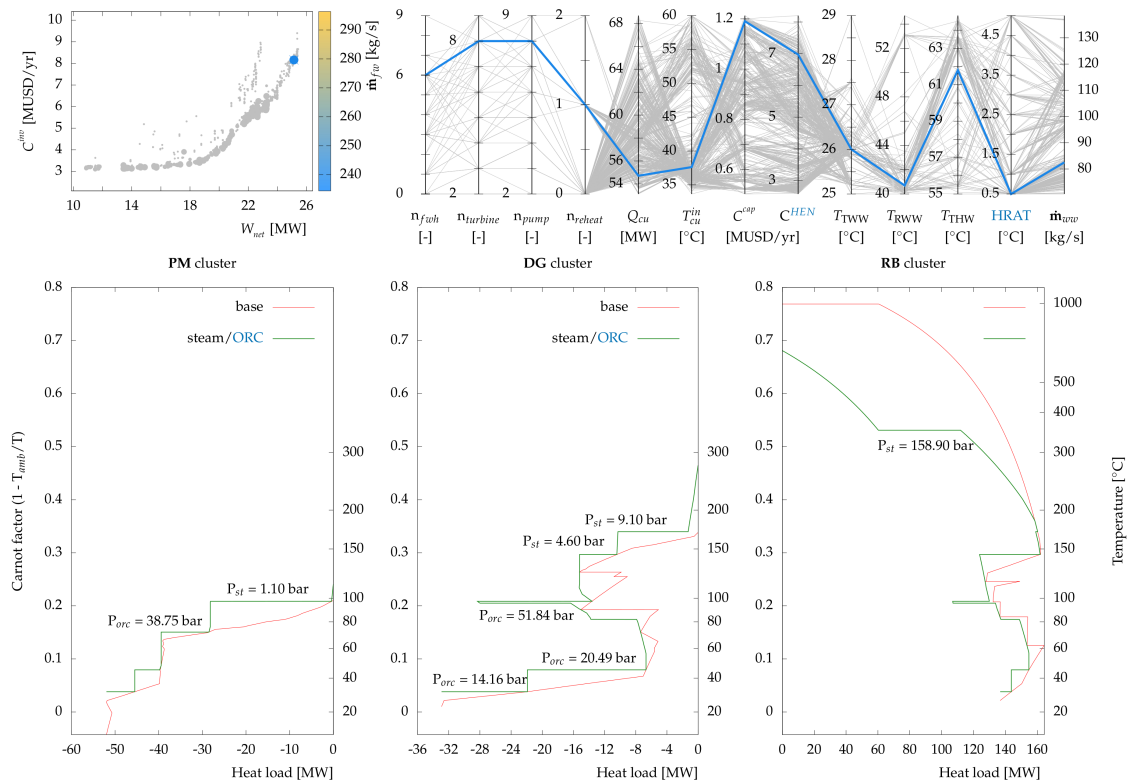 10
9
8
7
6
5
4
3
10 14 18 22 26
C^inv [MUSD/yr]
W_net [MW]
290
280
270
260
250
240
ṁ_fw [kg/s]
9 9 2 68 60 1.2 7 29 52 63 4.5 130
8 64 55 1 27 48 61 3.5 120
6 1 60 40 0.8 5 26 44 59 2.5 110
56 35 0.6 3 25 40 57 1.5 100
0 2 2 0 54 55 0.5 90
80
n_fwh n_turbine n_pump n_reheat Q_cu T^in_cu C^cap C^HEN T_TWW T_RWW T_THW HRAT ṁ_ww
[-] [-] [-] [-] [MW] [°C] [MUSD/yr] [°C] [°C] [°C] [°C] [kg/s]
PM cluster DG cluster RB cluster
0.8
0.7
0.6
0.5
0.4
0.3
0.2
0.1
0
Carnot factor (1 - T_amb/T)
300
200
150
100
80
60
40
20
P_st = 1.10 bar
P_orc = 38.75 bar
-60 -50 -40 -30 -20 -10 0
Heat load [MW]
base
steam/ORC
300
200
150
100
80
60
40
20
P_st = 9.10 bar
P_st = 4.60 bar
P_orc = 51.84 bar
P_orc = 20.49 bar
P_orc = 14.16 bar
-36 -32 -28 -24 -20 -16 -12 -8 -4 0
Heat load [MW]
1000
500
400
300
200
150
100
80
60
40
20
P_st = 158.90 bar
0 20 40 60 80 100 120 140 160
Heat load [MW]
Temperature [°C]